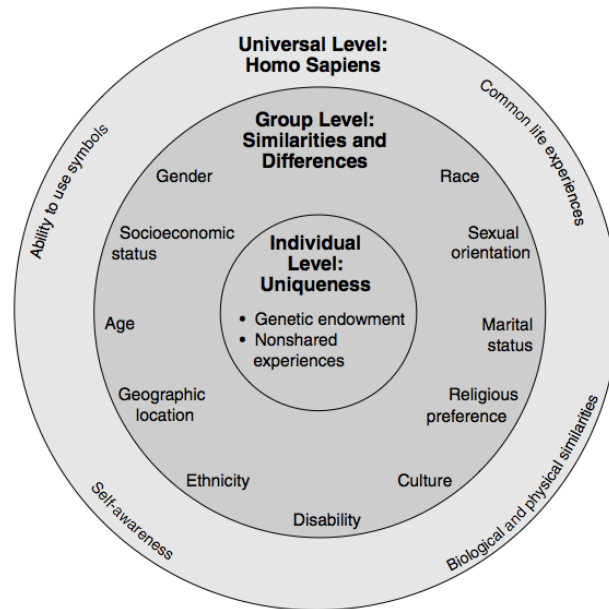 Universal Level:
Homo Sapiens
Ability to use symbols
Common life experiences
Group Level:
Similarities and
Differences
Gender
Race
Socioeconomic
status
Sexual
orientation
Individual
Level:
Uniqueness
• Genetic endowment
• Nonshared
experiences
Age
Marital
status
Geographic
location
Religious
preference
Ethnicity
Culture
Disability
Self-awareness
Biological and physical similarities